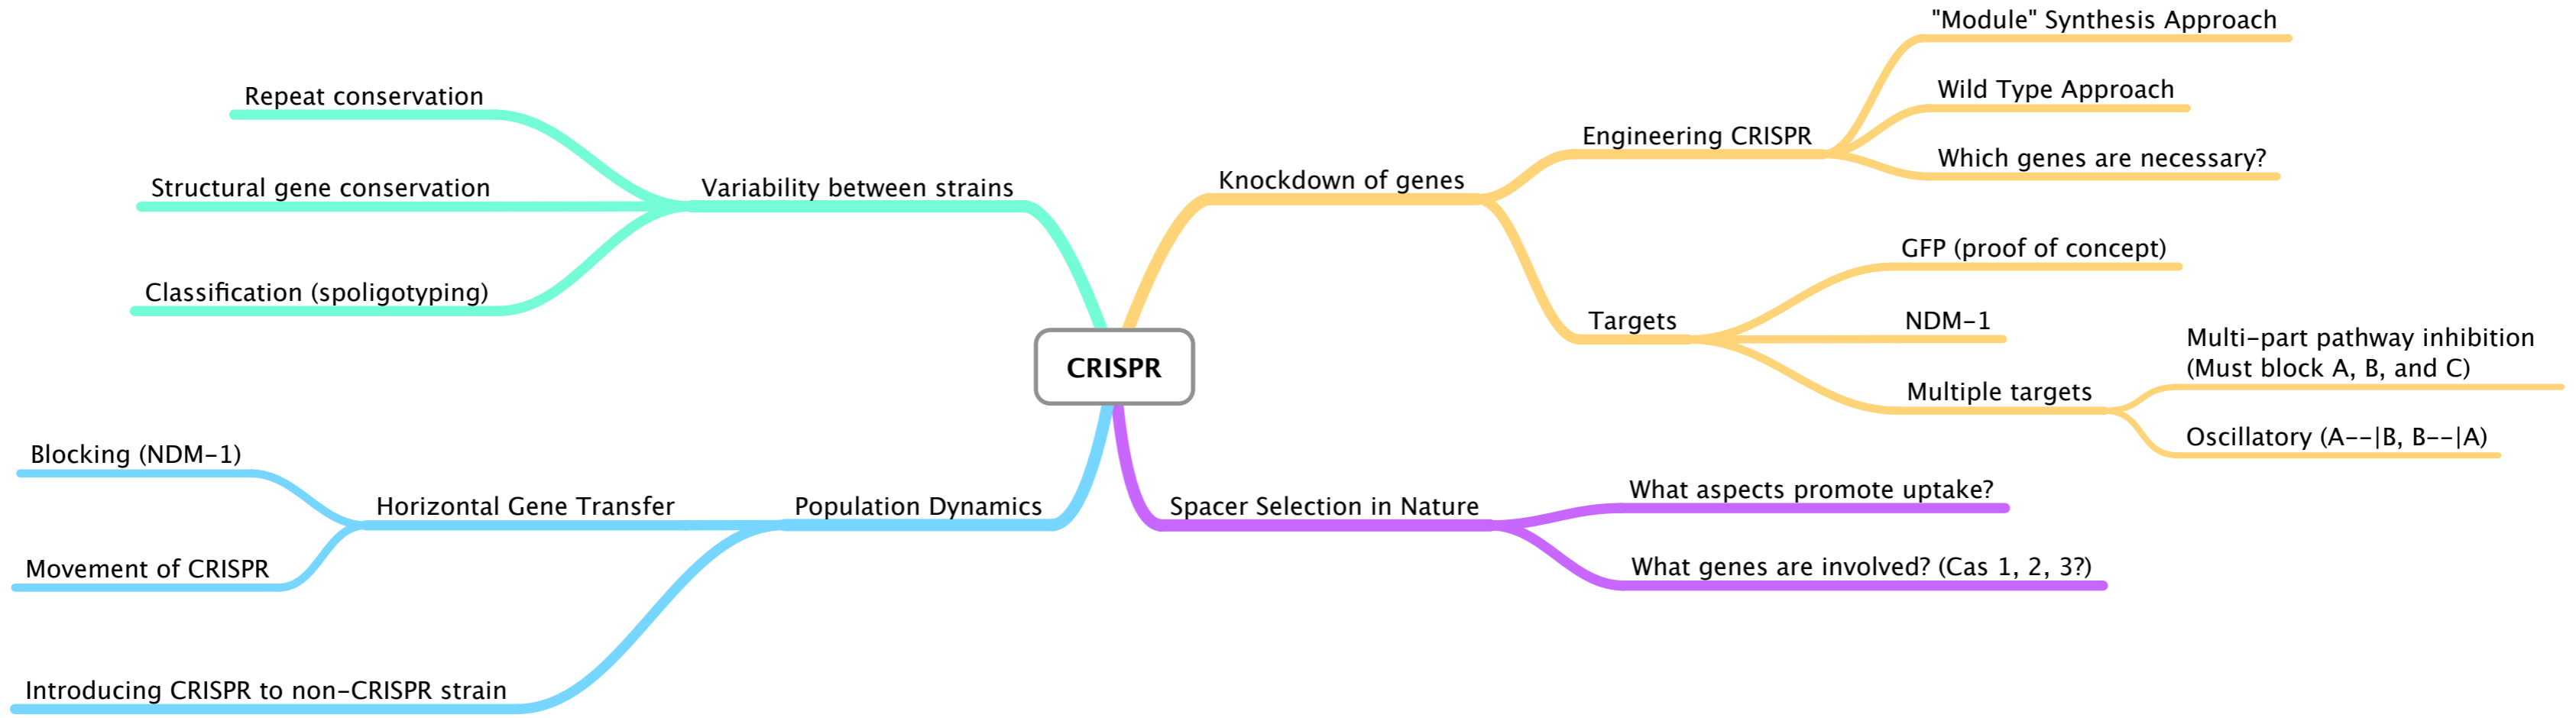 "Module" Synthesis Approach
Wild Type Approach
Engineering CRISPR
Which genes are necessary?
Knockdown of genes
GFP (proof of concept)
Targets
NDM-1
Multi-part pathway inhibition
(Must block A, B, and C)
Multiple targets
Oscillatory (A--|B, B--|A)
Repeat conservation
Structural gene conservation
Variability between strains
Classification (spoligotyping)
CRISPR
Blocking (NDM-1)
Horizontal Gene Transfer
Population Dynamics
Movement of CRISPR
Introducing CRISPR to non-CRISPR strain
Spacer Selection in Nature
What aspects promote uptake?
What genes are involved? (Cas 1, 2, 3?)